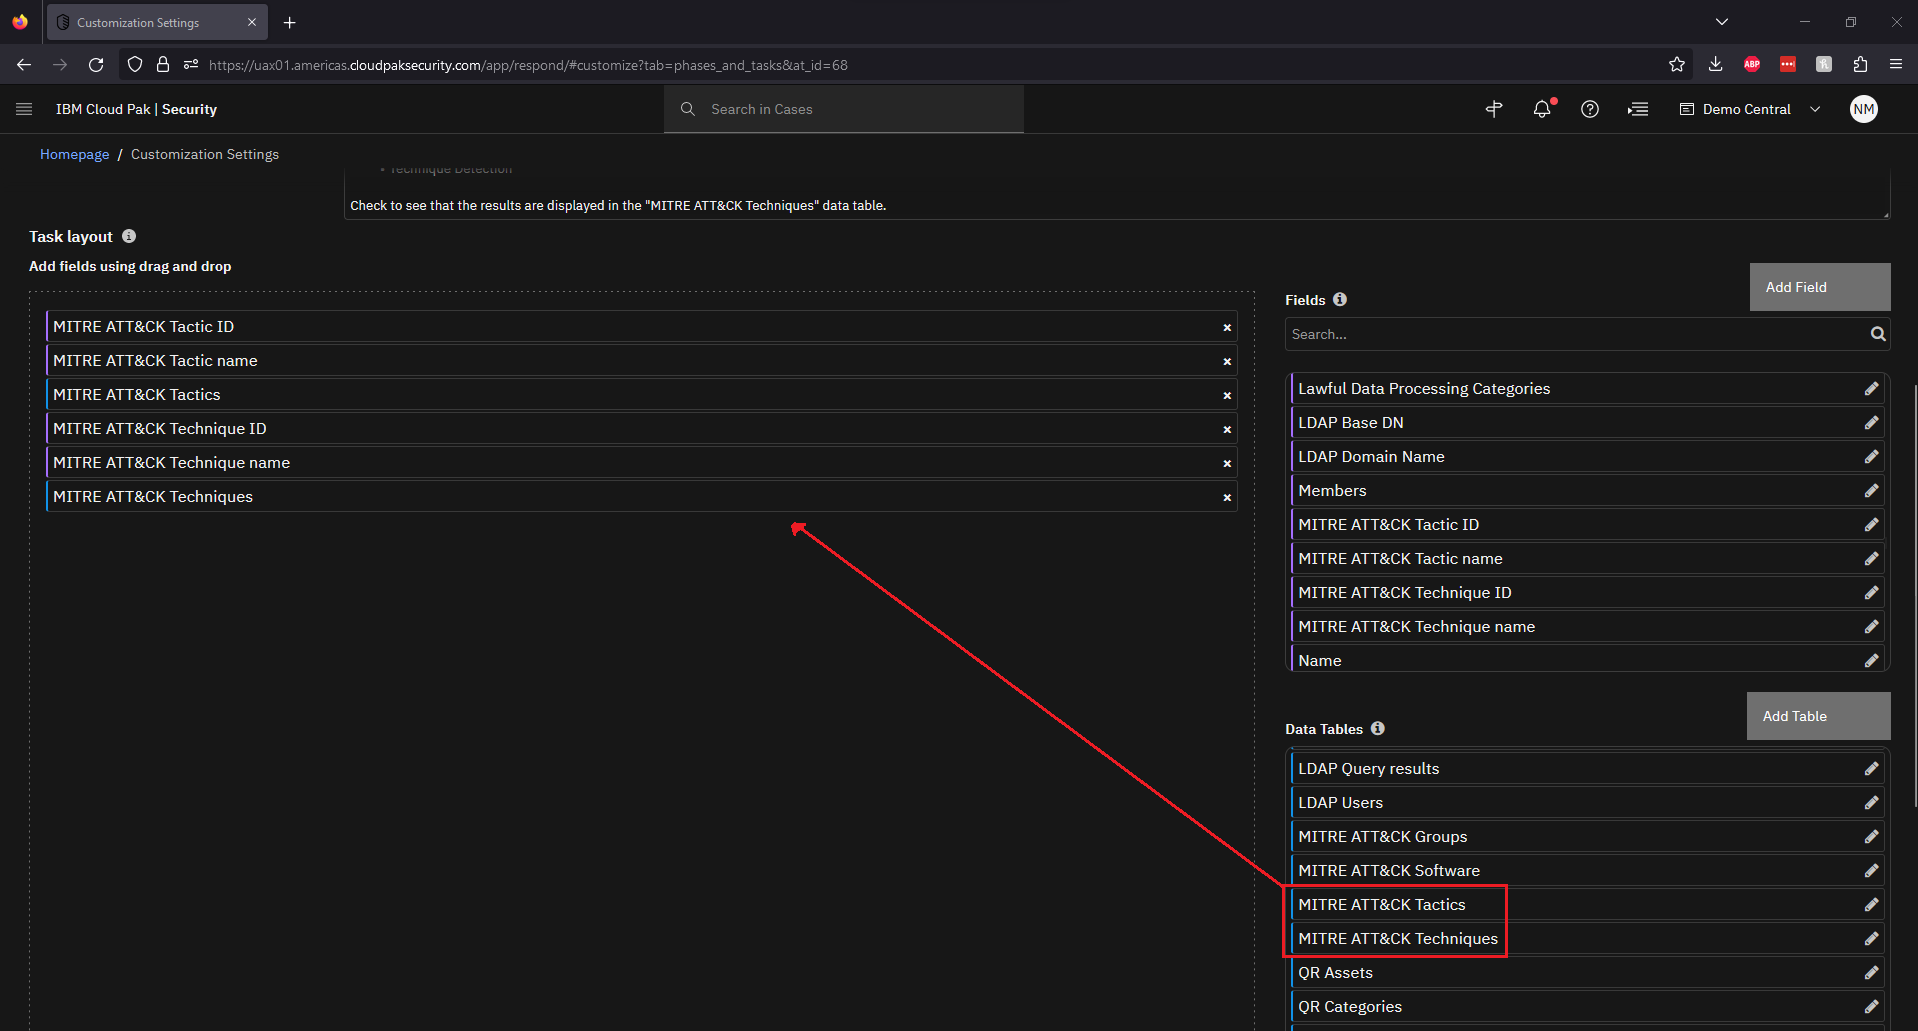 Customization Settings
https://uax01.americas.cloudpaksecurity.com/app/respond/#customize?tab=phases_and_tasks&at_id=68
ABP
IBM Cloud Pak | Security
Search in Cases
Demo Central
NM
Homepage / Customization Settings
• Technique Detection
Check to see that the results are displayed in the "MITRE ATT&CK Techniques" data table.
Task layout
Add fields using drag and drop
MITRE ATT&CK Tactic ID
MITRE ATT&CK Tactic name
MITRE ATT&CK Tactics
MITRE ATT&CK Technique ID
MITRE ATT&CK Technique name
MITRE ATT&CK Techniques
Add Field
Fields
Search...
Lawful Data Processing Categories
LDAP Base DN
LDAP Domain Name
Members
MITRE ATT&CK Tactic ID
MITRE ATT&CK Tactic name
MITRE ATT&CK Technique ID
MITRE ATT&CK Technique name
Name
Add Table
Data Tables
LDAP Query results
LDAP Users
MITRE ATT&CK Groups
MITRE ATT&CK Software
MITRE ATT&CK Tactics
MITRE ATT&CK Techniques
QR Assets
QR Categories